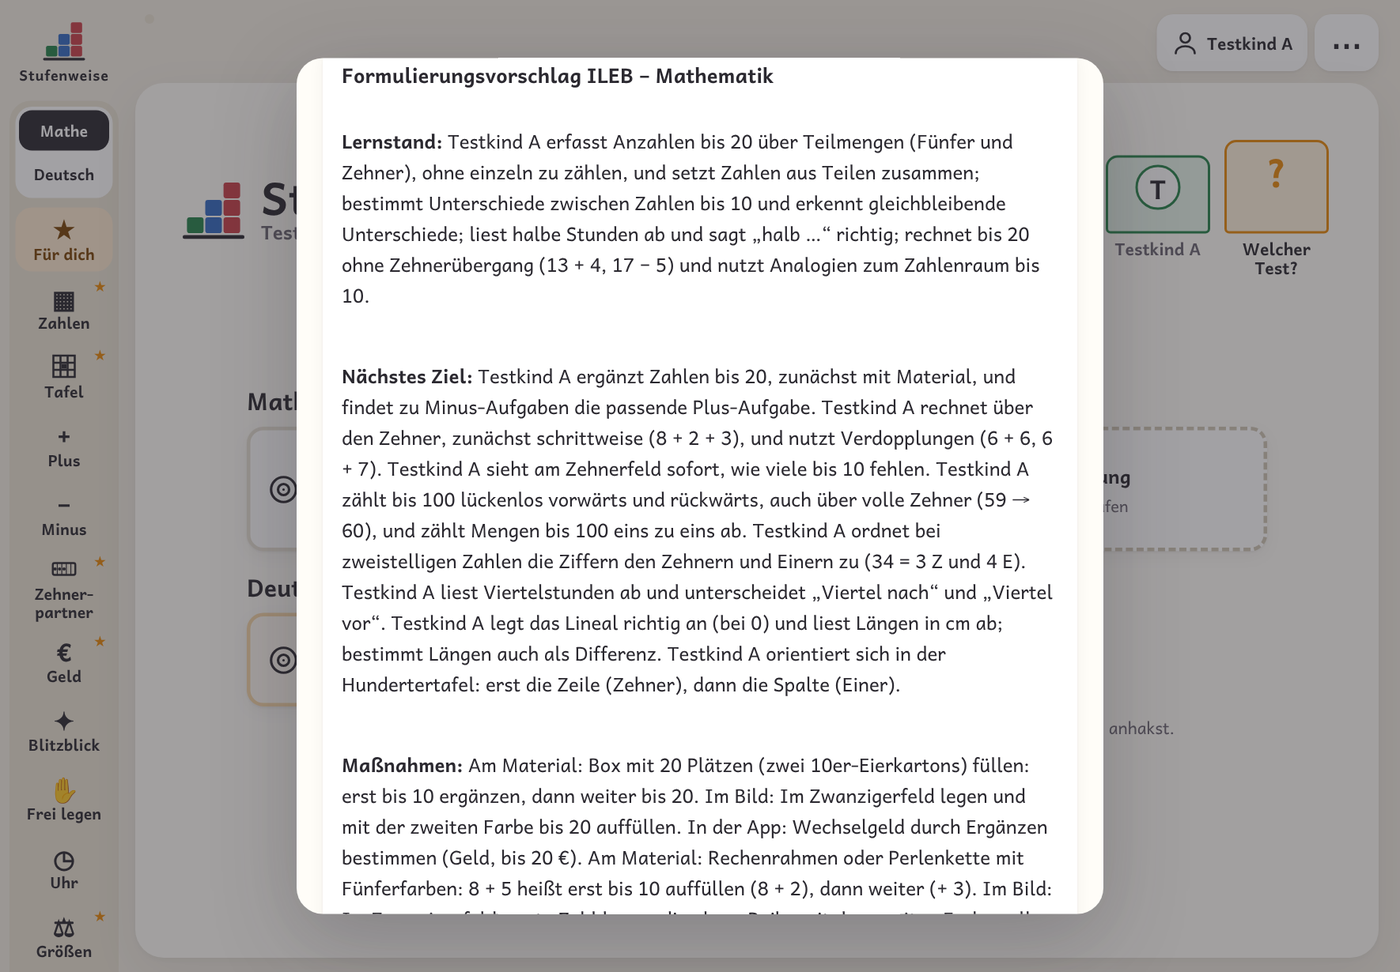 Stufenweise
Testkind A
...
Mathe
Deutsch
Für dich
Zahlen
Tafel
+
Plus
−
Minus
Zehner-
partner
€
Geld
Blitzblick
Frei legen
Uhr
Größen
St
Test
T
Testkind A
?
Welcher
Test?
Math
Deut
ung
fen
anhakst.
Formulierungsvorschlag ILEB – Mathematik
Lernstand: Testkind A erfasst Anzahlen bis 20 über Teilmengen (Fünfer und
Zehner), ohne einzeln zu zählen, und setzt Zahlen aus Teilen zusammen;
bestimmt Unterschiede zwischen Zahlen bis 10 und erkennt gleichbleibende
Unterschiede; liest halbe Stunden ab und sagt „halb …“ richtig; rechnet bis 20
ohne Zehnerübergang (13 + 4, 17 − 5) und nutzt Analogien zum Zahlenraum bis
10.
Nächstes Ziel: Testkind A ergänzt Zahlen bis 20, zunächst mit Material, und
findet zu Minus-Aufgaben die passende Plus-Aufgabe. Testkind A rechnet über
den Zehner, zunächst schrittweise (8 + 2 + 3), und nutzt Verdopplungen (6 + 6, 6
+ 7). Testkind A sieht am Zehnerfeld sofort, wie viele bis 10 fehlen. Testkind A
zählt bis 100 lückenlos vorwärts und rückwärts, auch über volle Zehner (59 →
60), und zählt Mengen bis 100 eins zu eins ab. Testkind A ordnet bei
zweistelligen Zahlen die Ziffern den Zehnern und Einern zu (34 = 3 Z und 4 E).
Testkind A liest Viertelstunden ab und unterscheidet „Viertel nach“ und „Viertel
vor“. Testkind A legt das Lineal richtig an (bei 0) und liest Längen in cm ab;
bestimmt Längen auch als Differenz. Testkind A orientiert sich in der
Hundertertafel: erst die Zeile (Zehner), dann die Spalte (Einer).
Maßnahmen: Am Material: Box mit 20 Plätzen (zwei 10er-Eierkartons) füllen:
erst bis 10 ergänzen, dann weiter bis 20. Im Bild: Im Zwanzigerfeld legen und
mit der zweiten Farbe bis 20 auffüllen. In der App: Wechselgeld durch Ergänzen
bestimmen (Geld, bis 20 €). Am Material: Rechenrahmen oder Perlenkette mit
Fünferfarben: 8 + 5 heißt erst bis 10 auffüllen (8 + 2), dann weiter (+ 3). Im Bild: